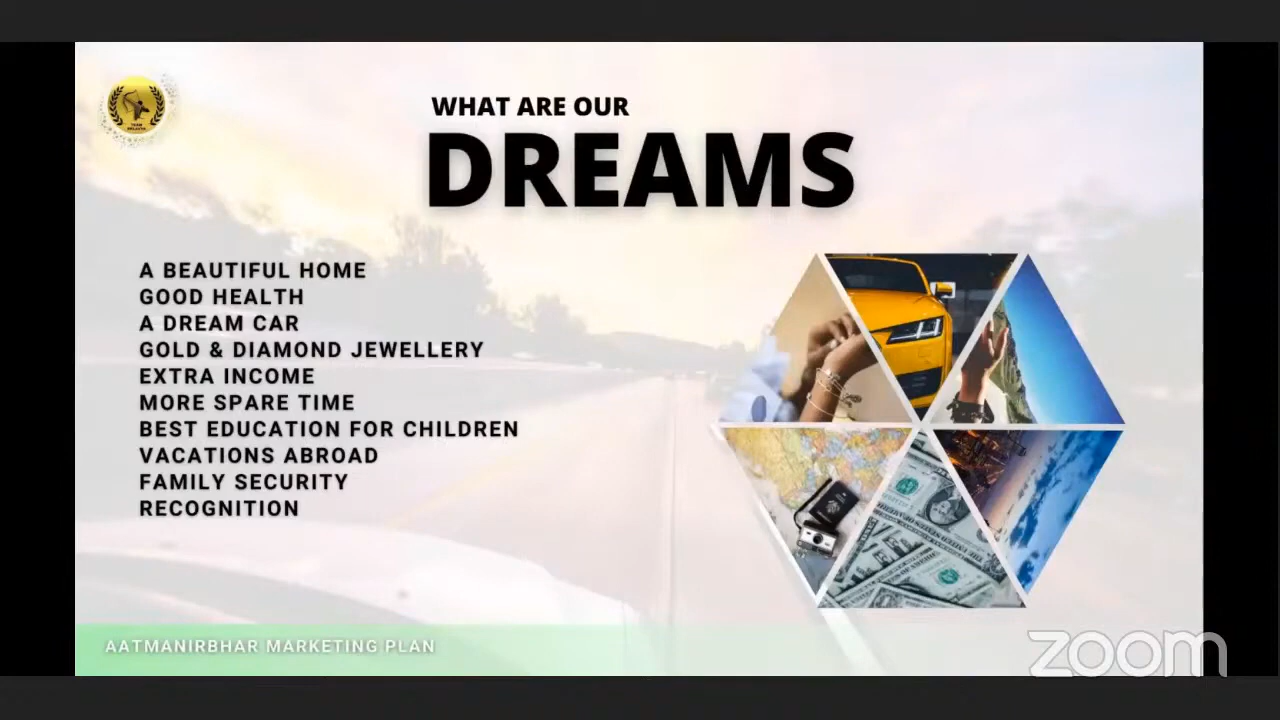 WHAT ARE OUR
DREAMS
A BEAUTIFUL HOME
GOOD HEALTH
A DREAM CAR
GOLD & DIAMOND JEWELLERY
EXTRA INCOME
MORE SPARE TIME
BEST EDUCATION FOR CHILDREN
VACATIONS ABROAD
FAMILY SECURITY
RECOGNITION
AATMANIRBHAR MARKETING PLAN
zoom